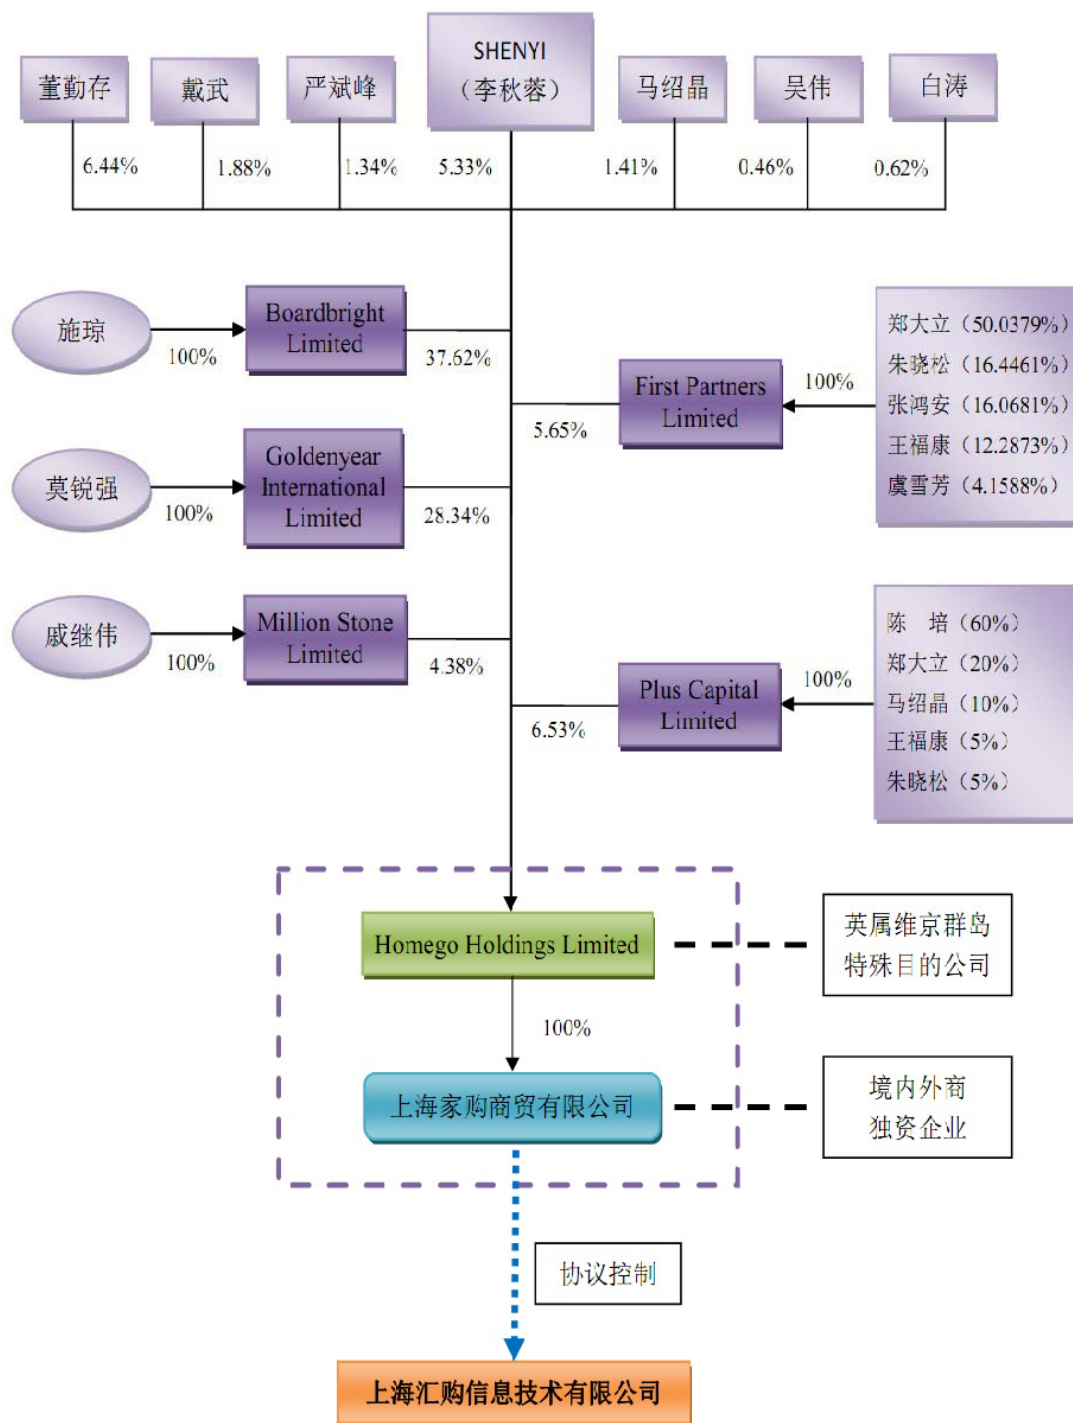 董勤存
戴武
严斌峰
SHENYI
（李秋蓉）
马绍晶
吴伟
白涛
6.44%
1.88%
1.34%
5.33%
1.41%
0.46%
0.62%
施琼
100%
Boardbright
Limited
37.62%
First Partners
Limited
5.65%
100%
郑大立（50.0379%）
朱晓松（16.4461%）
张鸿安（16.0681%）
王福康（12.2873%）
虞雪芳（4.1588%）
莫锐强
100%
Goldenyear
International
Limited
28.34%
戚继伟
100%
Million Stone
Limited
4.38%
Plus Capital
Limited
6.53%
100%
陈　培（60%）
郑大立（20%）
马绍晶（10%）
王福康（5%）
朱晓松（5%）
Homego Holdings Limited
英属维京群岛
特殊目的公司
100%
上海家购商贸有限公司
境内外商
独资企业
协议控制
上海汇购信息技术有限公司